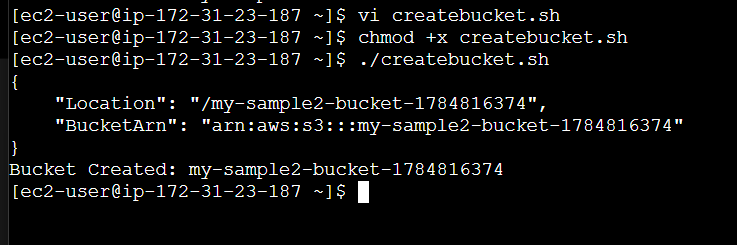 [ec2-user@ip-172-31-23-187 ~]$ vi createbucket.sh
[ec2-user@ip-172-31-23-187 ~]$ chmod +x createbucket.sh
[ec2-user@ip-172-31-23-187 ~]$ ./createbucket.sh
{
    "Location": "/my-sample2-bucket-1784816374",
    "BucketArn": "arn:aws:s3:::my-sample2-bucket-1784816374"
}
Bucket Created: my-sample2-bucket-1784816374
[ec2-user@ip-172-31-23-187 ~]$